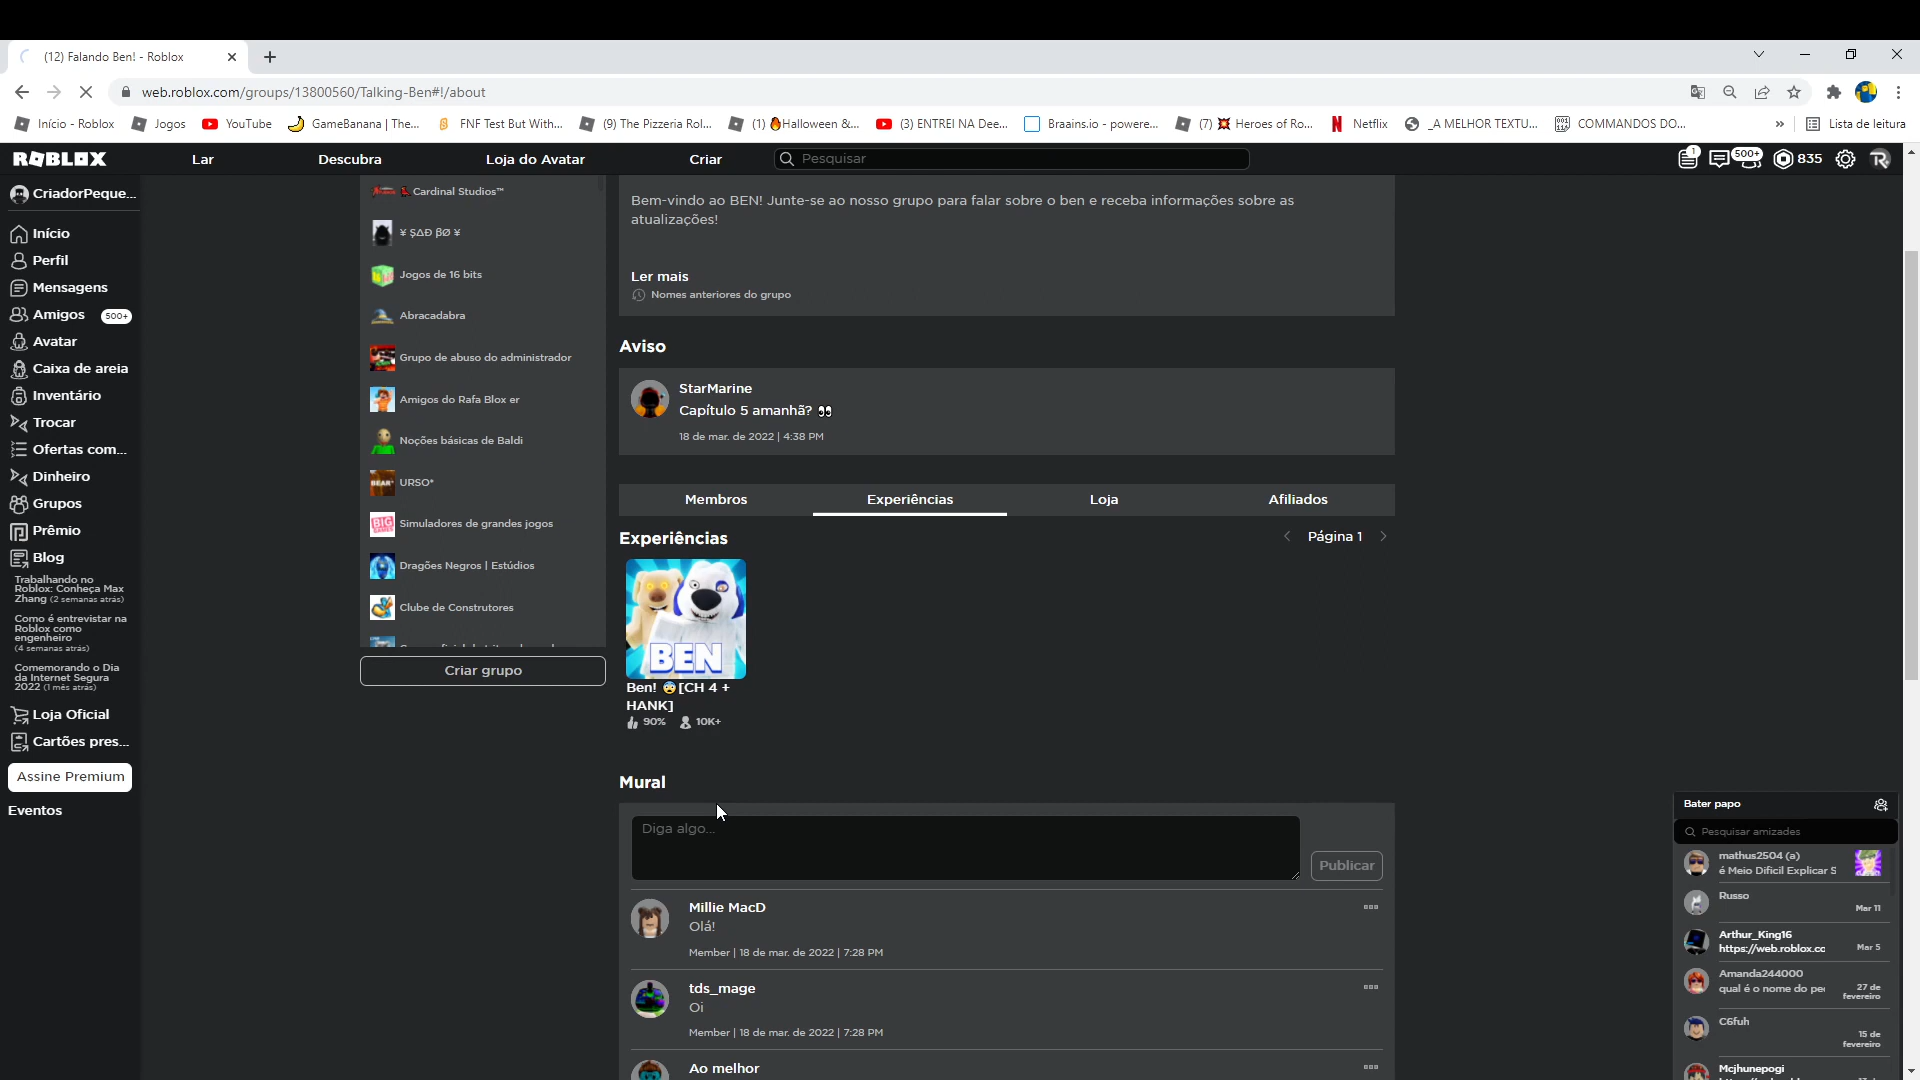 (12) Falando Ben! - Roblox
web.roblox.com/groups/13800560/Talking-Ben#!/about
Início - Roblox
Jogos
YouTube
GameBanana | The...
FNF Test But With...
(9) The Pizzeria Rol...
(1) 🔥Halloween &...
(3) ENTREI NA Dee...
Braains.io - powere...
(7) 💥 Heroes of Ro...
Netflix
_A MELHOR TEXTU...
COMMANDOS DO...
»
Lista de leitura
ROBLOX
Lar
Descubra
Loja do Avatar
Criar
Pesquisar
1
500+
835
CriadorPeque...
Início
Perfil
Mensagens
Amigos
500+
Avatar
Caixa de areia
Inventário
Trocar
Ofertas com...
Dinheiro
Grupos
Prêmio
Blog
Trabalhando no
Roblox: Conheça Max
Zhang (2 semanas atrás)
Como é entrevistar na
Roblox como
engenheiro
(4 semanas atrás)
Comemorando o Dia
da Internet Segura
2022 (1 mês atrás)
Loja Oficial
Cartões pres...
Assine Premium
Eventos
Cardinal Studios™
¥ ŞΔĐ βØ ¥
Jogos de 16 bits
Abracadabra
Grupo de abuso do administrador
Amigos do Rafa Blox er
Noções básicas de Baldi
BEAR*
URSO*
BIG
Simuladores de grandes jogos
Dragões Negros | Estúdios
Clube de Construtores
Criar grupo
Bem-vindo ao BEN! Junte-se ao nosso grupo para falar sobre o ben e receba informações sobre as
atualizações!
Ler mais
Nomes anteriores do grupo
Aviso
StarMarine
Capítulo 5 amanhã? 👀
18 de mar. de 2022 | 4:38 PM
Membros
Experiências
Loja
Afiliados
Experiências
Página 1
BEN
Ben! 😨[CH 4 +
HANK]
90%
10K+
Mural
Diga algo...
Publicar
Millie MacD
Olá!
Member | 18 de mar. de 2022 | 7:28 PM
tds_mage
Oi
Member | 18 de mar. de 2022 | 7:28 PM
Ao melhor
Bater papo
Pesquisar amizades
mathus2504 (a)
é Meio Dificil Explicar S
Russo
Mar 11
Arthur_King16
https://web.roblox.cc
Mar 5
Amanda244000
qual é o nome do pe
27 de
fevereiro
C6fuh
15 de
fevereiro
Mcjhunepogi